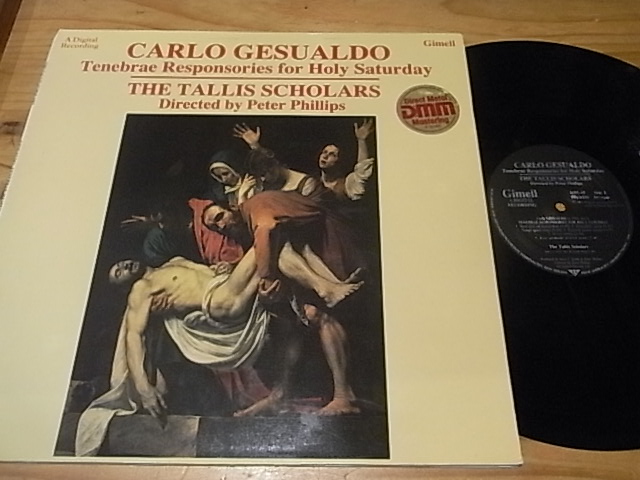 A Digital
Recording
Gimell
CARLO GESUALDO
Tenebrae Responsories for Holy Saturday
THE TALLIS SCHOLARS
Directed by Peter Phillips
Direct Metal
DMM
Mastering
CARLO GESUALDO
Tenebrae Responsories for Holy Saturday
THE TALLIS SCHOLARS
Directed by Peter Phillips
Gimell
The Tallis Scholars